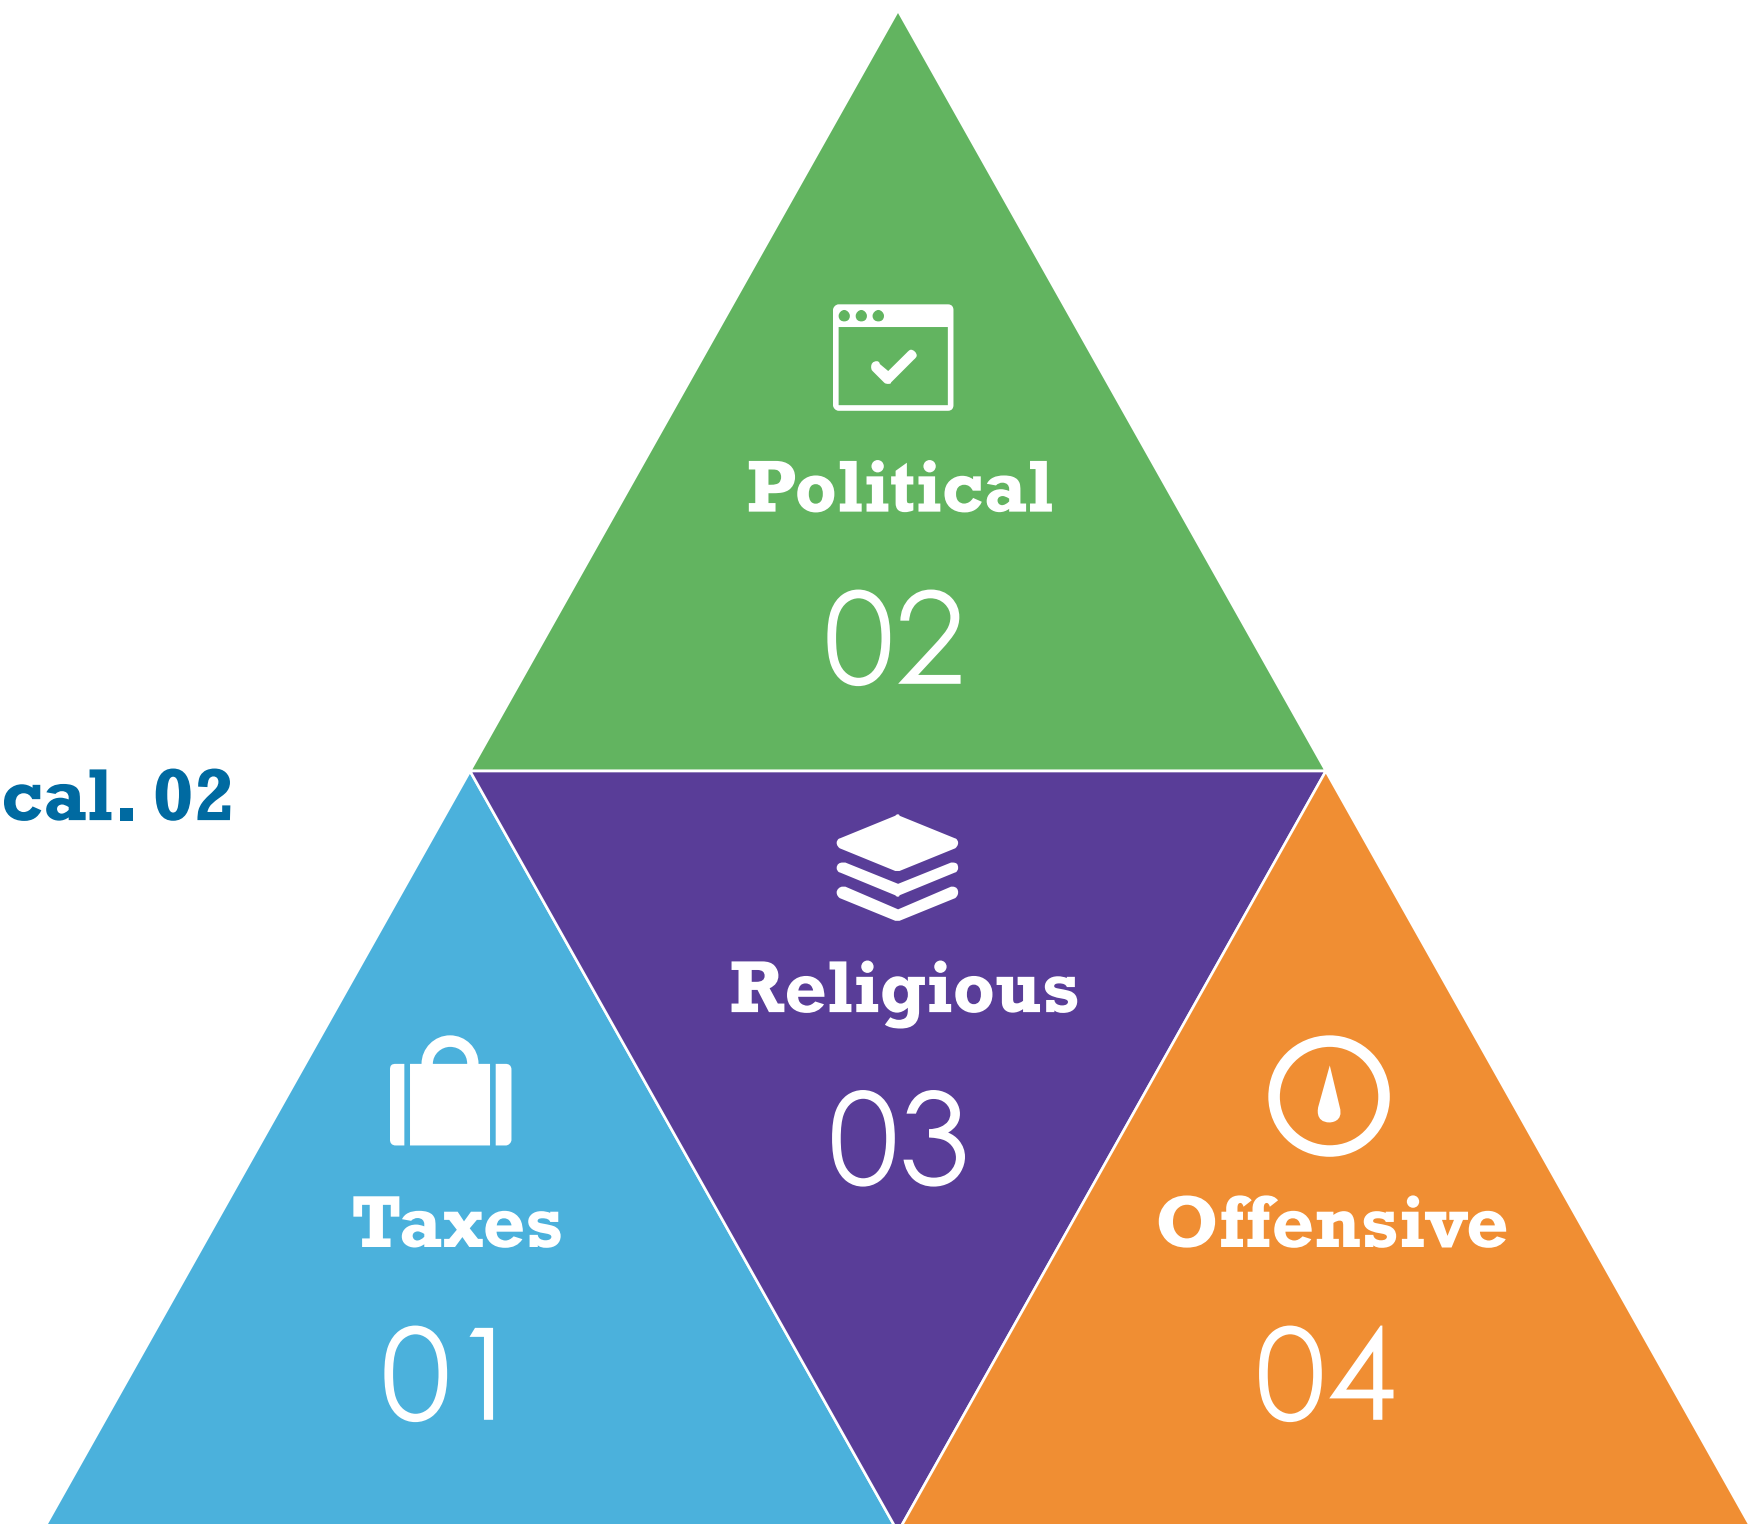 Political
02
cal. 02
Religious
03
Taxes
01
Offensive
04